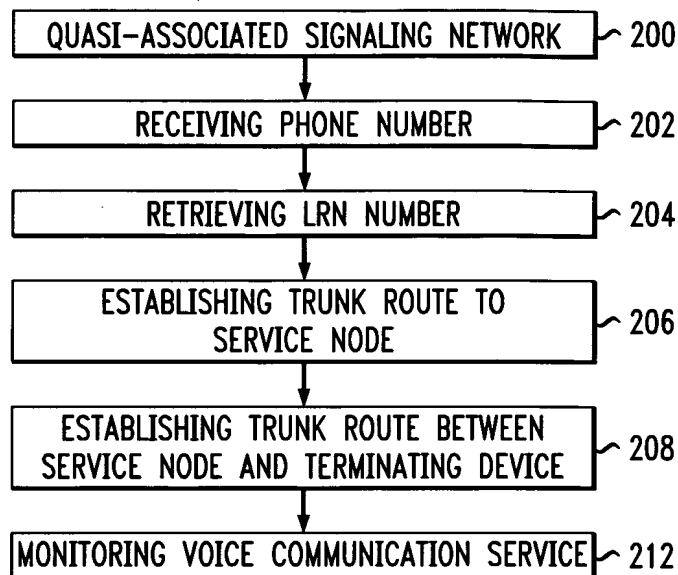 QUASI-ASSOCIATED SIGNALING NETWORK 200
RECEIVING PHONE NUMBER 202
RETRIEVING LRN NUMBER 204
ESTABLISHING TRUNK ROUTE TO
SERVICE NODE 206
ESTABLISHING TRUNK ROUTE BETWEEN
SERVICE NODE AND TERMINATING DEVICE 208
MONITORING VOICE COMMUNICATION SERVICE 212